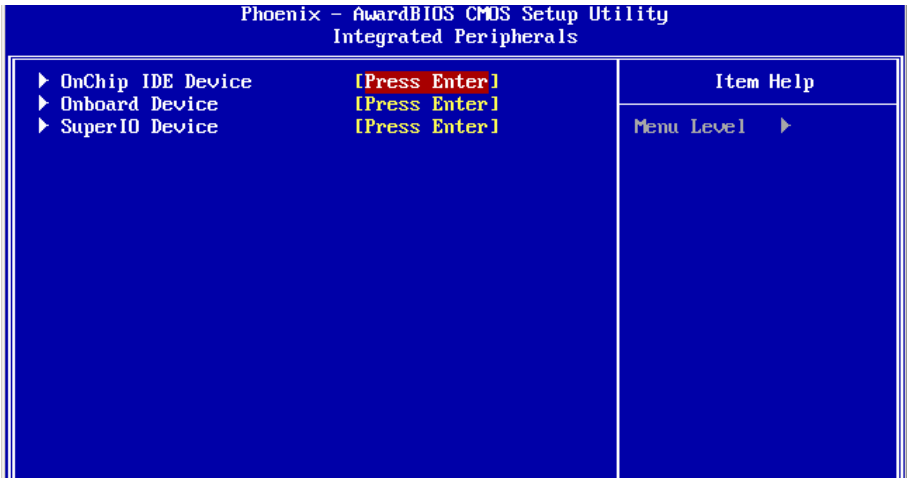 Phoenix - AwardBIOS CMOS Setup Utility
Integrated Peripherals
OnChip IDE Device [Press Enter]
Onboard Device [Press Enter]
SuperIO Device [Press Enter]
Item Help
Menu Level